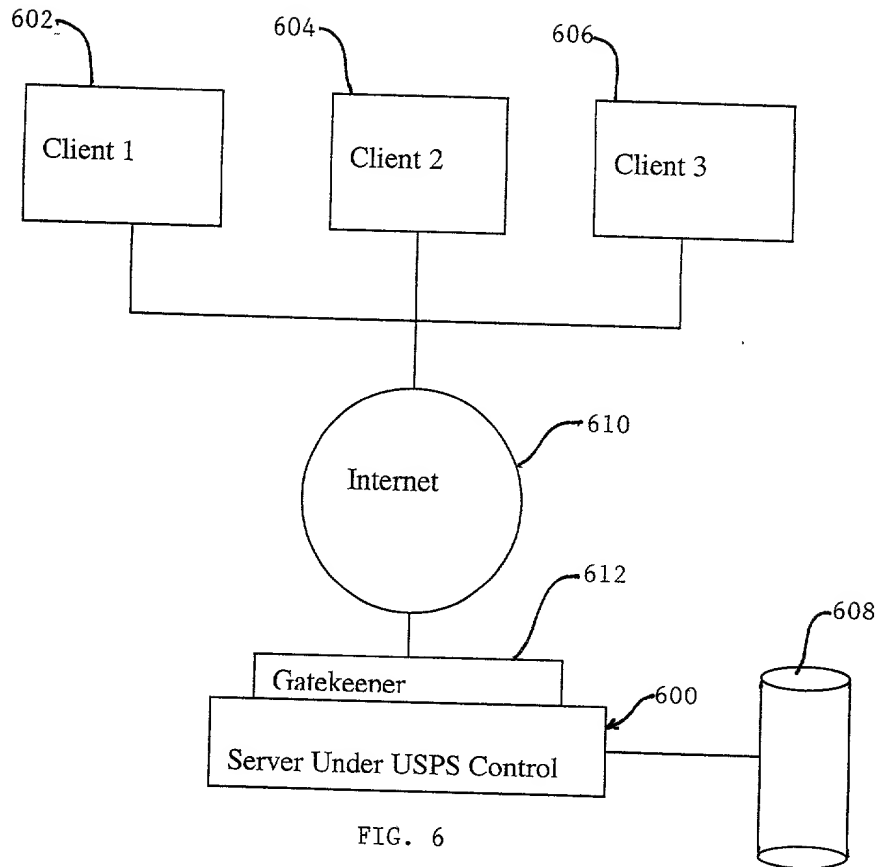 602
604
606
Client 1
Client 2
Client 3
610
Internet
612
608
Gatekeener
600
Server Under USPS Control
FIG. 6